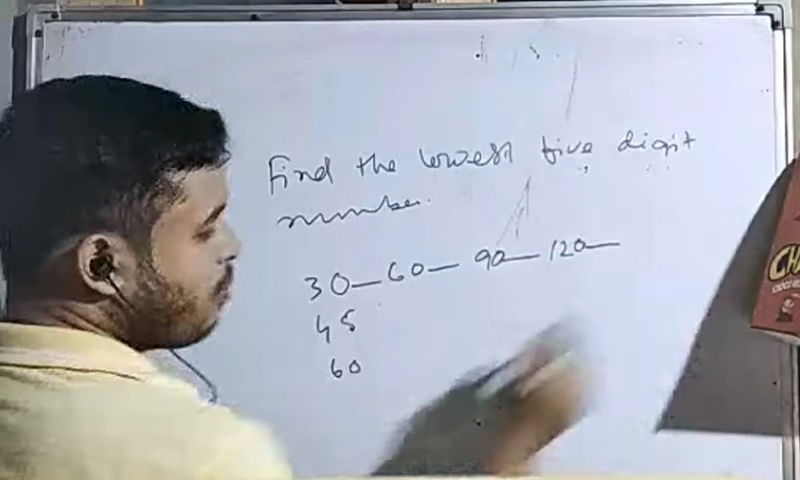 Find the lowest five digit
number.
30— 60— 90— 120—
45
60